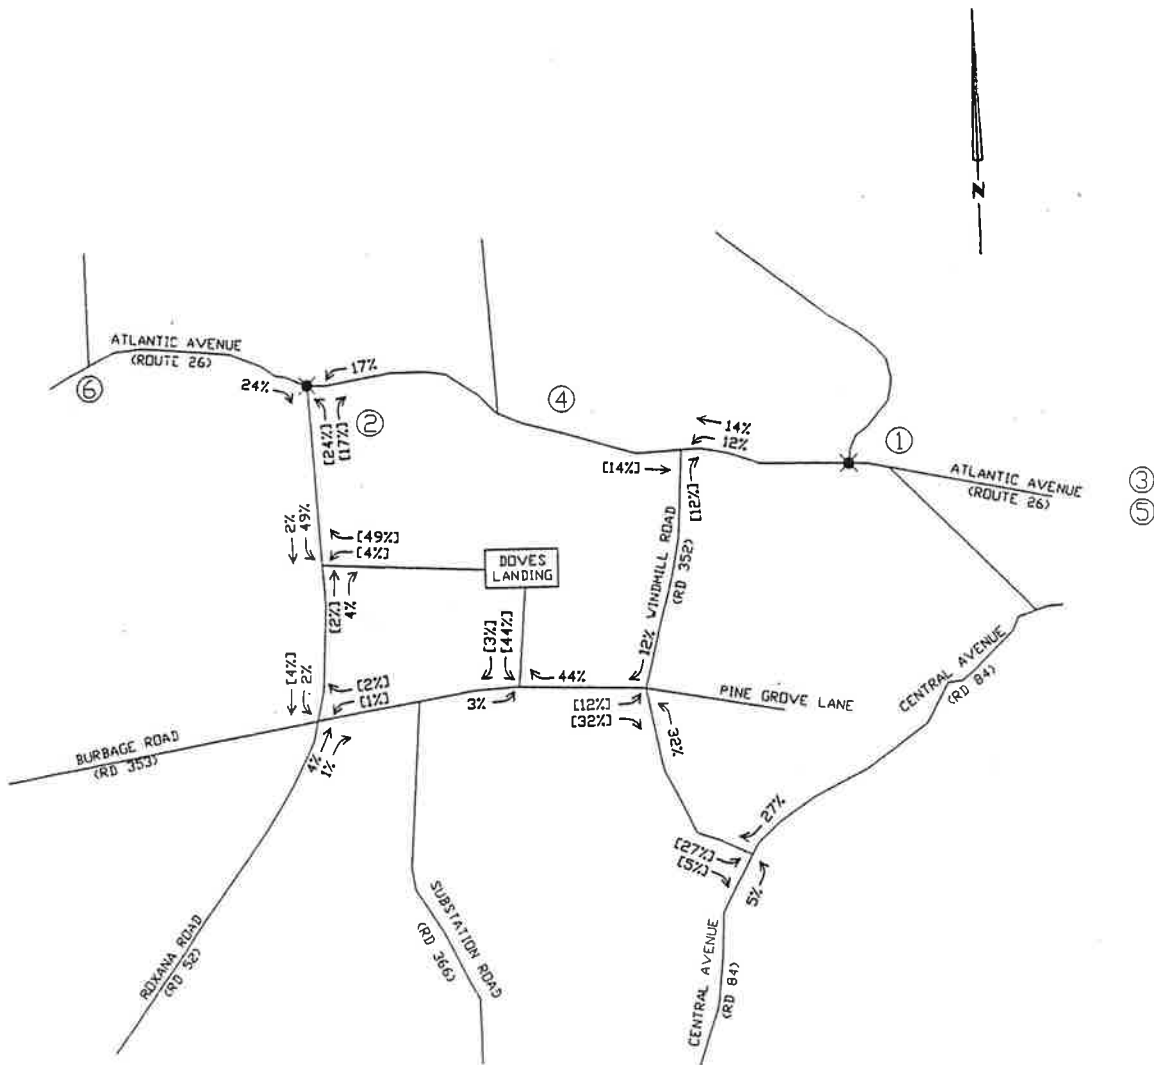 N
ATLANTIC AVENUE
(ROUTE 26)
6
24%
17%
[24%]
[17%]
2
4
14%
12%
[14%]
[12%]
1
ATLANTIC AVENUE
(ROUTE 26)
3
5
2%
49%
[49%]
[4%]
DOVES
LANDING
WINDMILL ROAD
(RD 352)
12%
[2%]
4%
[4%]
2%
[2%]
[1%]
[3%]
[44%]
44%
3%
[12%]
[32%]
PINE GROVE LANE
CENTRAL AVENUE
(RD 84)
BURBAGE ROAD
(RD 353)
4%
1%
32%
27%
[27%]
[5%]
5%
ROXANA ROAD
(RD 52)
SUBSTATION ROAD
(RD 366)
CENTRAL AVENUE
(RD 84)